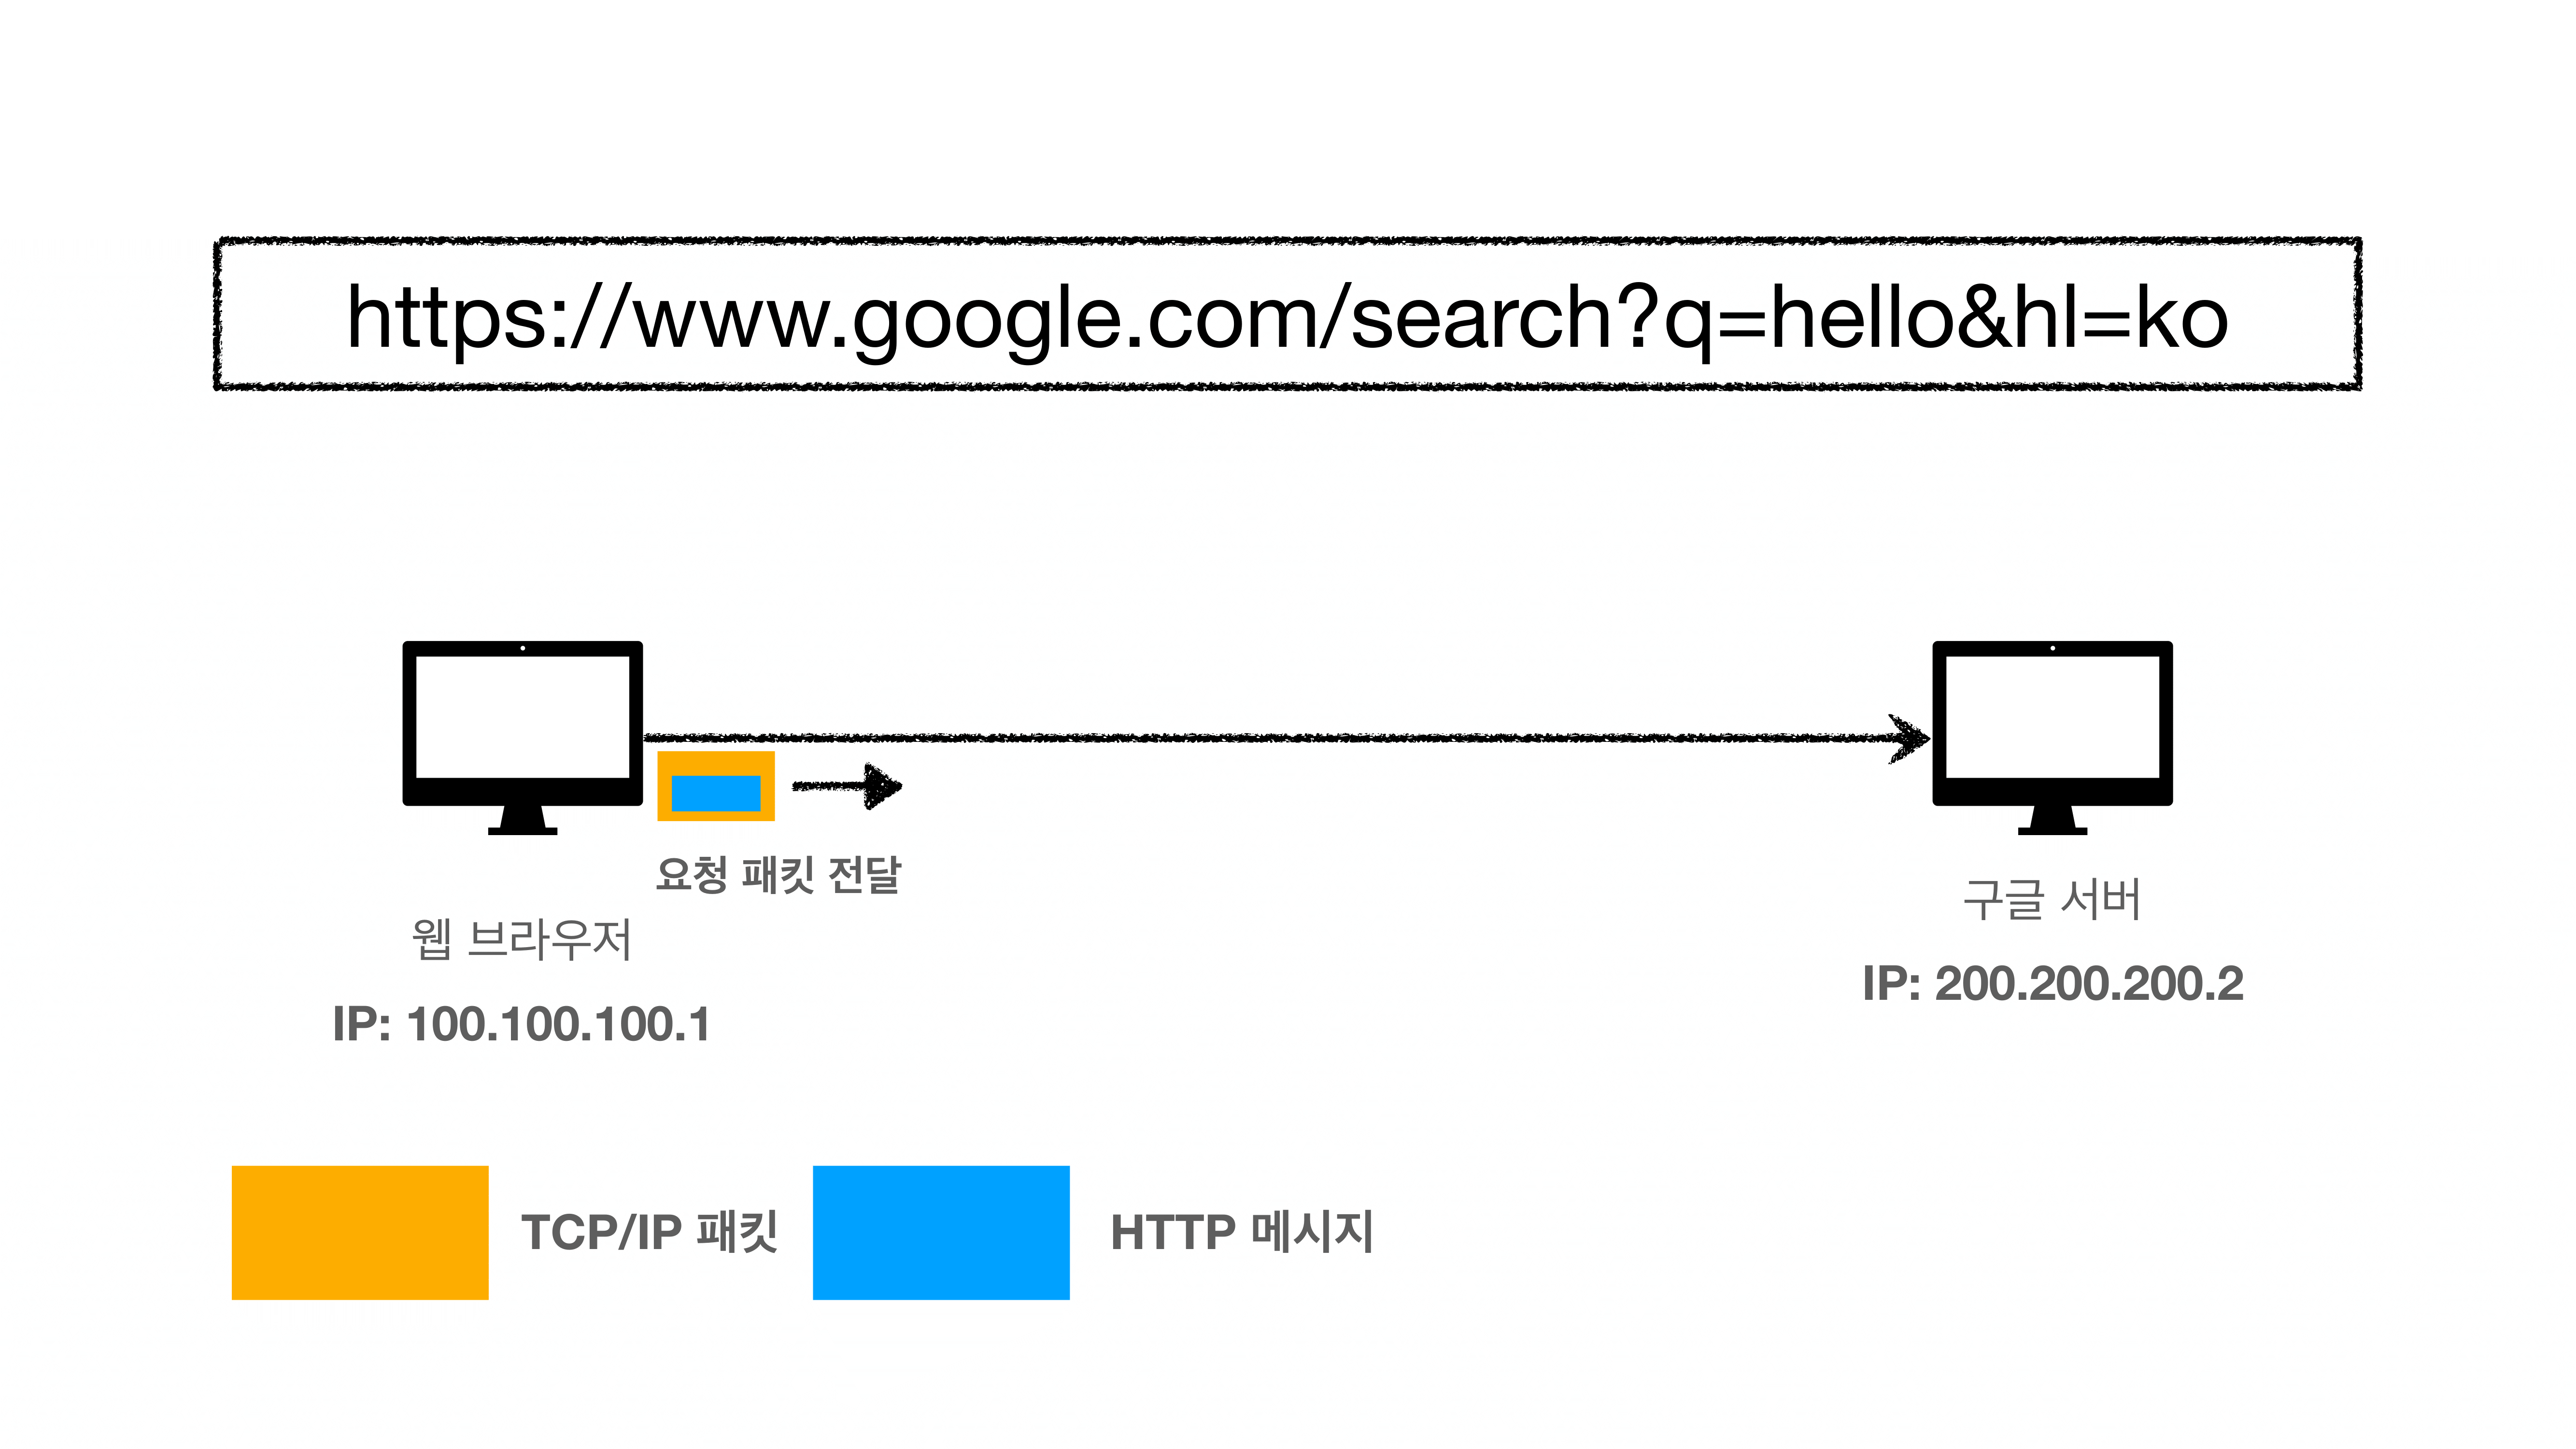 https://www.google.com/search?q=hello&hl=ko
요청 패킷 전달
웹 브라우저
IP: 100.100.100.1
구글 서버
IP: 200.200.200.2
TCP/IP 패킷
HTTP 메시지